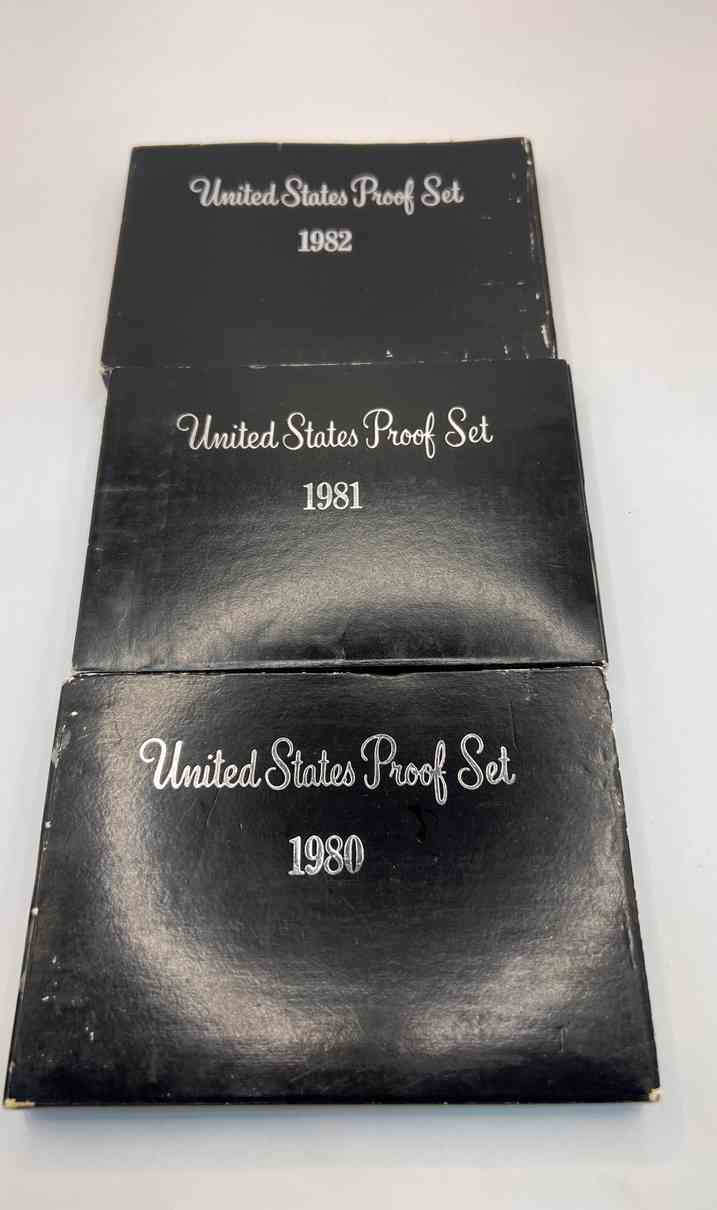 United States Proof Set
1982
United States Proof Set
1981
United States Proof Set
1980